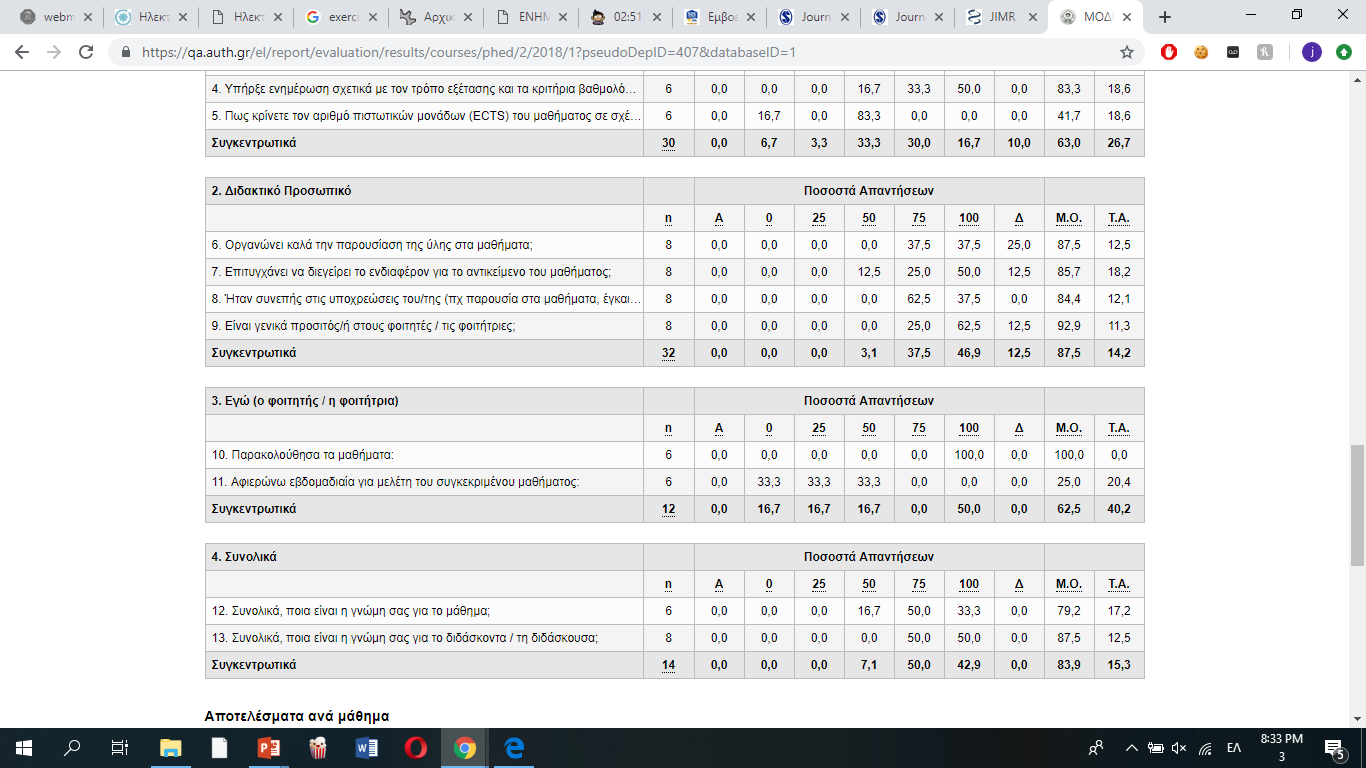 webm
Ηλεκτ
Ηλεκτ
exerci
Αρχικ
ΕΝΗΜ
02:51
Εμβοε
Journ
Journ
JIMR
ΜΟΔΙ
https://qa.auth.gr/el/report/evaluation/results/courses/phed/2/2018/1?pseudoDepID=407&databaseID=1
j
4. Υπήρξε ενημέρωση σχετικά με τον τρόπο εξέτασης και τα κριτήρια βαθμολό… 6 0,0 0,0 0,0 16,7 33,3 50,0 0,0 83,3 18,6
5. Πως κρίνετε τον αριθμό πιστωτικών μονάδων (ECTS) του μαθήματος σε σχέ… 6 0,0 16,7 0,0 83,3 0,0 0,0 0,0 41,7 18,6
Συγκεντρωτικά 30 0,0 6,7 3,3 33,3 30,0 16,7 10,0 63,0 26,7
2. Διδακτικό Προσωπικό Ποσοστά Απαντήσεων
n Α 0 25 50 75 100 Δ Μ.Ο. Τ.Α.
6. Οργανώνει καλά την παρουσίαση της ύλης στα μαθήματα; 8 0,0 0,0 0,0 0,0 37,5 37,5 25,0 87,5 12,5
7. Επιτυγχάνει να διεγείρει το ενδιαφέρον για το αντικείμενο του μαθήματος; 8 0,0 0,0 0,0 12,5 25,0 50,0 12,5 85,7 18,2
8. Ήταν συνεπής στις υποχρεώσεις του/της (πχ παρουσία στα μαθήματα, έγκαι… 8 0,0 0,0 0,0 0,0 62,5 37,5 0,0 84,4 12,1
9. Είναι γενικά προσιτός/ή στους φοιτητές / τις φοιτήτριες; 8 0,0 0,0 0,0 0,0 25,0 62,5 12,5 92,9 11,3
Συγκεντρωτικά 32 0,0 0,0 0,0 3,1 37,5 46,9 12,5 87,5 14,2
3. Εγώ (ο φοιτητής / η φοιτήτρια) Ποσοστά Απαντήσεων
n Α 0 25 50 75 100 Δ Μ.Ο. Τ.Α.
10. Παρακολούθησα τα μαθήματα: 6 0,0 0,0 0,0 0,0 0,0 100,0 0,0 100,0 0,0
11. Αφιερώνω εβδομαδιαία για μελέτη του συγκεκριμένου μαθήματος: 6 0,0 33,3 33,3 33,3 0,0 0,0 0,0 25,0 20,4
Συγκεντρωτικά 12 0,0 16,7 16,7 16,7 0,0 50,0 0,0 62,5 40,2
4. Συνολικά Ποσοστά Απαντήσεων
n Α 0 25 50 75 100 Δ Μ.Ο. Τ.Α.
12. Συνολικά, ποια είναι η γνώμη σας για το μάθημα; 6 0,0 0,0 0,0 16,7 50,0 33,3 0,0 79,2 17,2
13. Συνολικά, ποια είναι η γνώμη σας για το διδάσκοντα / τη διδάσκουσα; 8 0,0 0,0 0,0 0,0 50,0 50,0 0,0 87,5 12,5
Συγκεντρωτικά 14 0,0 0,0 0,0 7,1 50,0 42,9 0,0 83,9 15,3
Αποτελέσματα ανά μάθημα
ΕΛ
8:33 PM
3
5